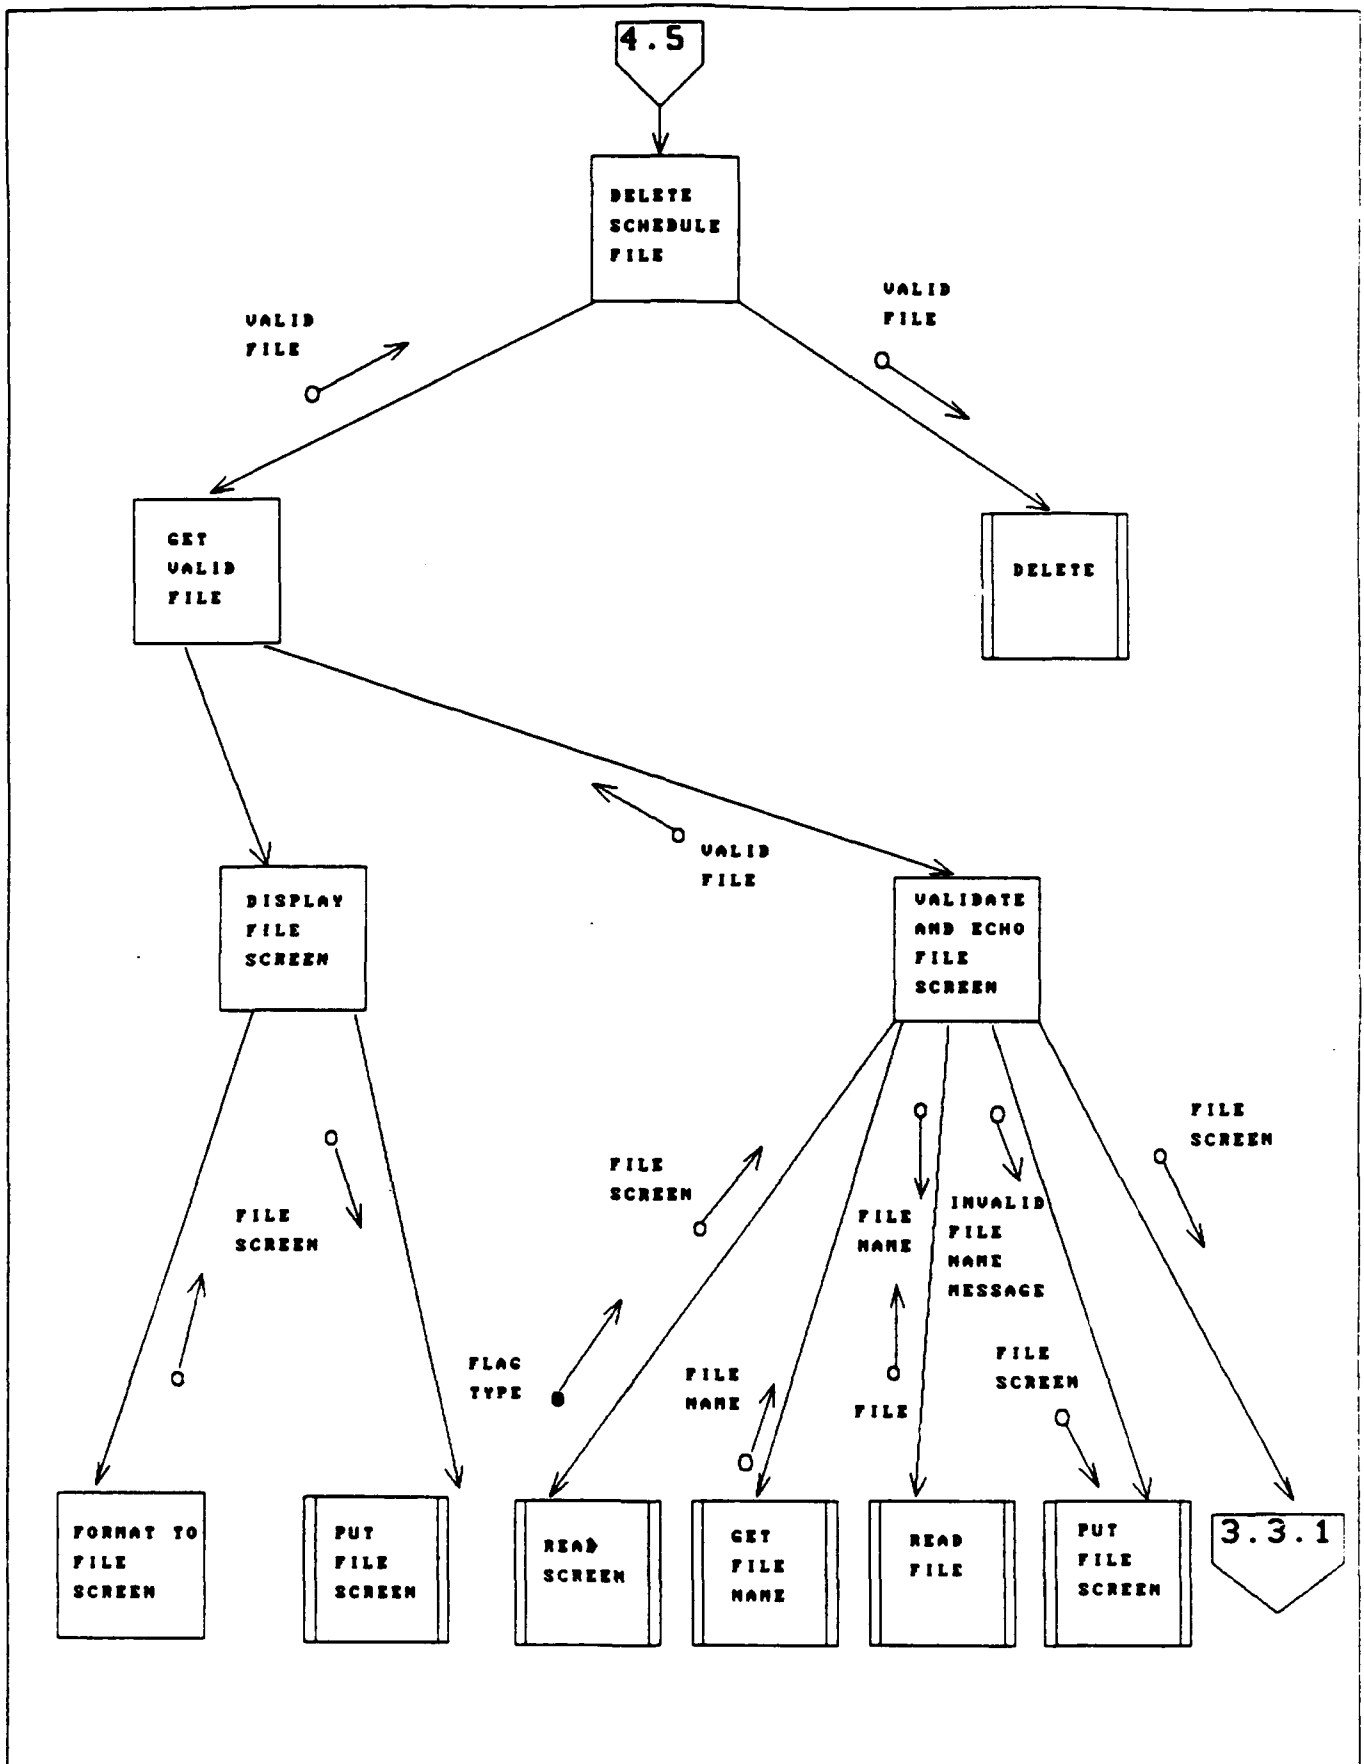 4.5
DELETE
SCHEDULE
FILE
VALID
FILE
VALID
FILE
GET
VALID
FILE
DELETE
VALID
FILE
DISPLAY
FILE
SCREEN
VALIDATE
AND ECHO
FILE
SCREEN
FILE
SCREEN
FILE
SCREEN
FILE
SCREEN
FILE
NAME
INVALID
FILE
NAME
MESSAGE
FLAG
TYPE
FILE
NAME
FILE
FILE
SCREEN
FORMAT TO
FILE
SCREEN
PUT
FILE
SCREEN
READ
SCREEN
GET
FILE
NAME
READ
FILE
PUT
FILE
SCREEN
3.3.1